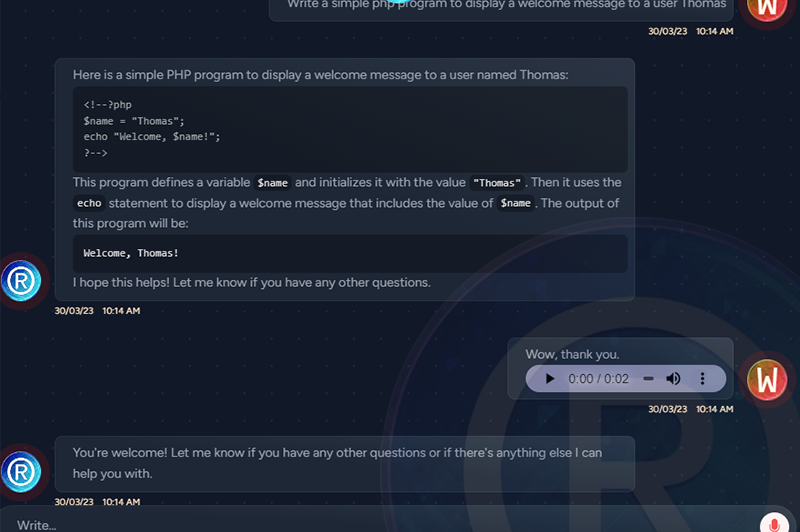 Write a simple php program to display a welcome message to a user Thomas
W
30/03/23 10:14 AM
Here is a simple PHP program to display a welcome message to a user named Thomas:
<!--?php
$name = "Thomas";
echo "Welcome, $name!";
?-->
This program defines a variable $name and initializes it with the value "Thomas". Then it uses the
echo statement to display a welcome message that includes the value of $name. The output of
this program will be:
Welcome, Thomas!
I hope this helps! Let me know if you have any other questions.
R
30/03/23 10:14 AM
Wow, thank you.
0:00 / 0:02
W
30/03/23 10:14 AM
You're welcome! Let me know if you have any other questions or if there's anything else I can
help you with.
R
30/03/23 10:14 AM
Write...
R